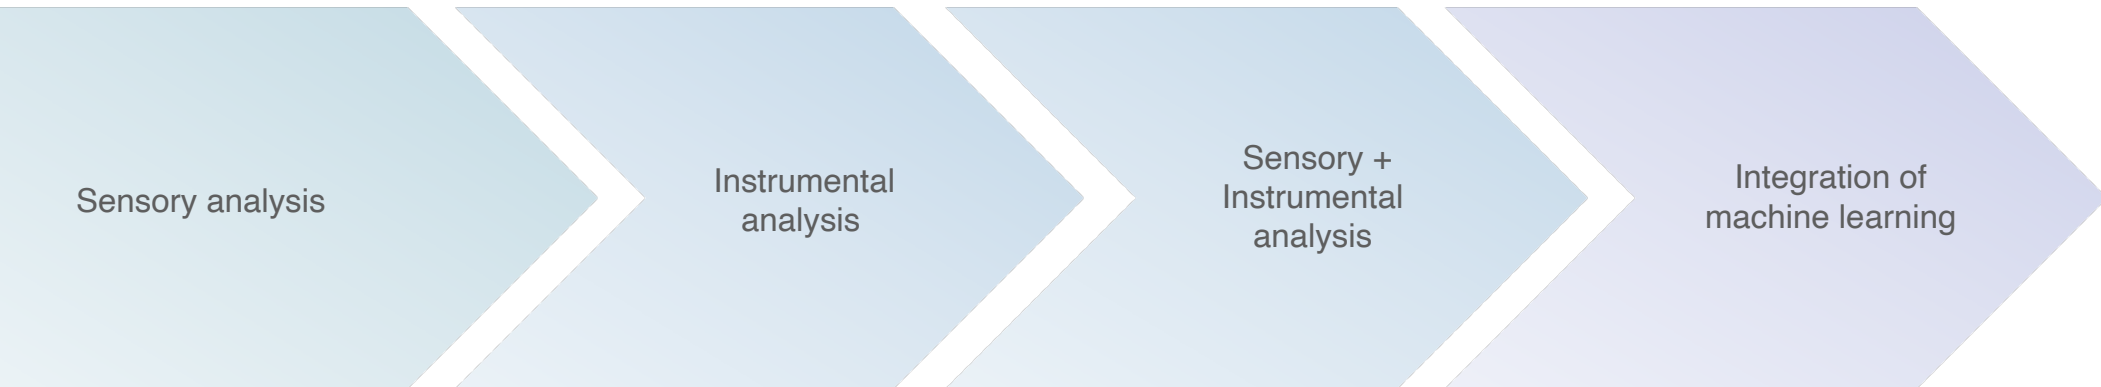 Sensory analysis
Instrumental
analysis
Sensory +
Instrumental
analysis
Integration of
machine learning